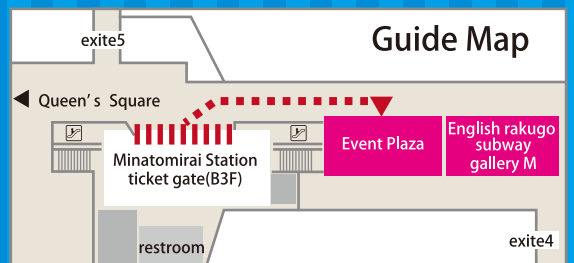 exite5
Guide Map
Queen's Square
Minatomirai Station
ticket gate(B3F)
Event Plaza
English rakugo
subway
gallery M
restroom
exite4